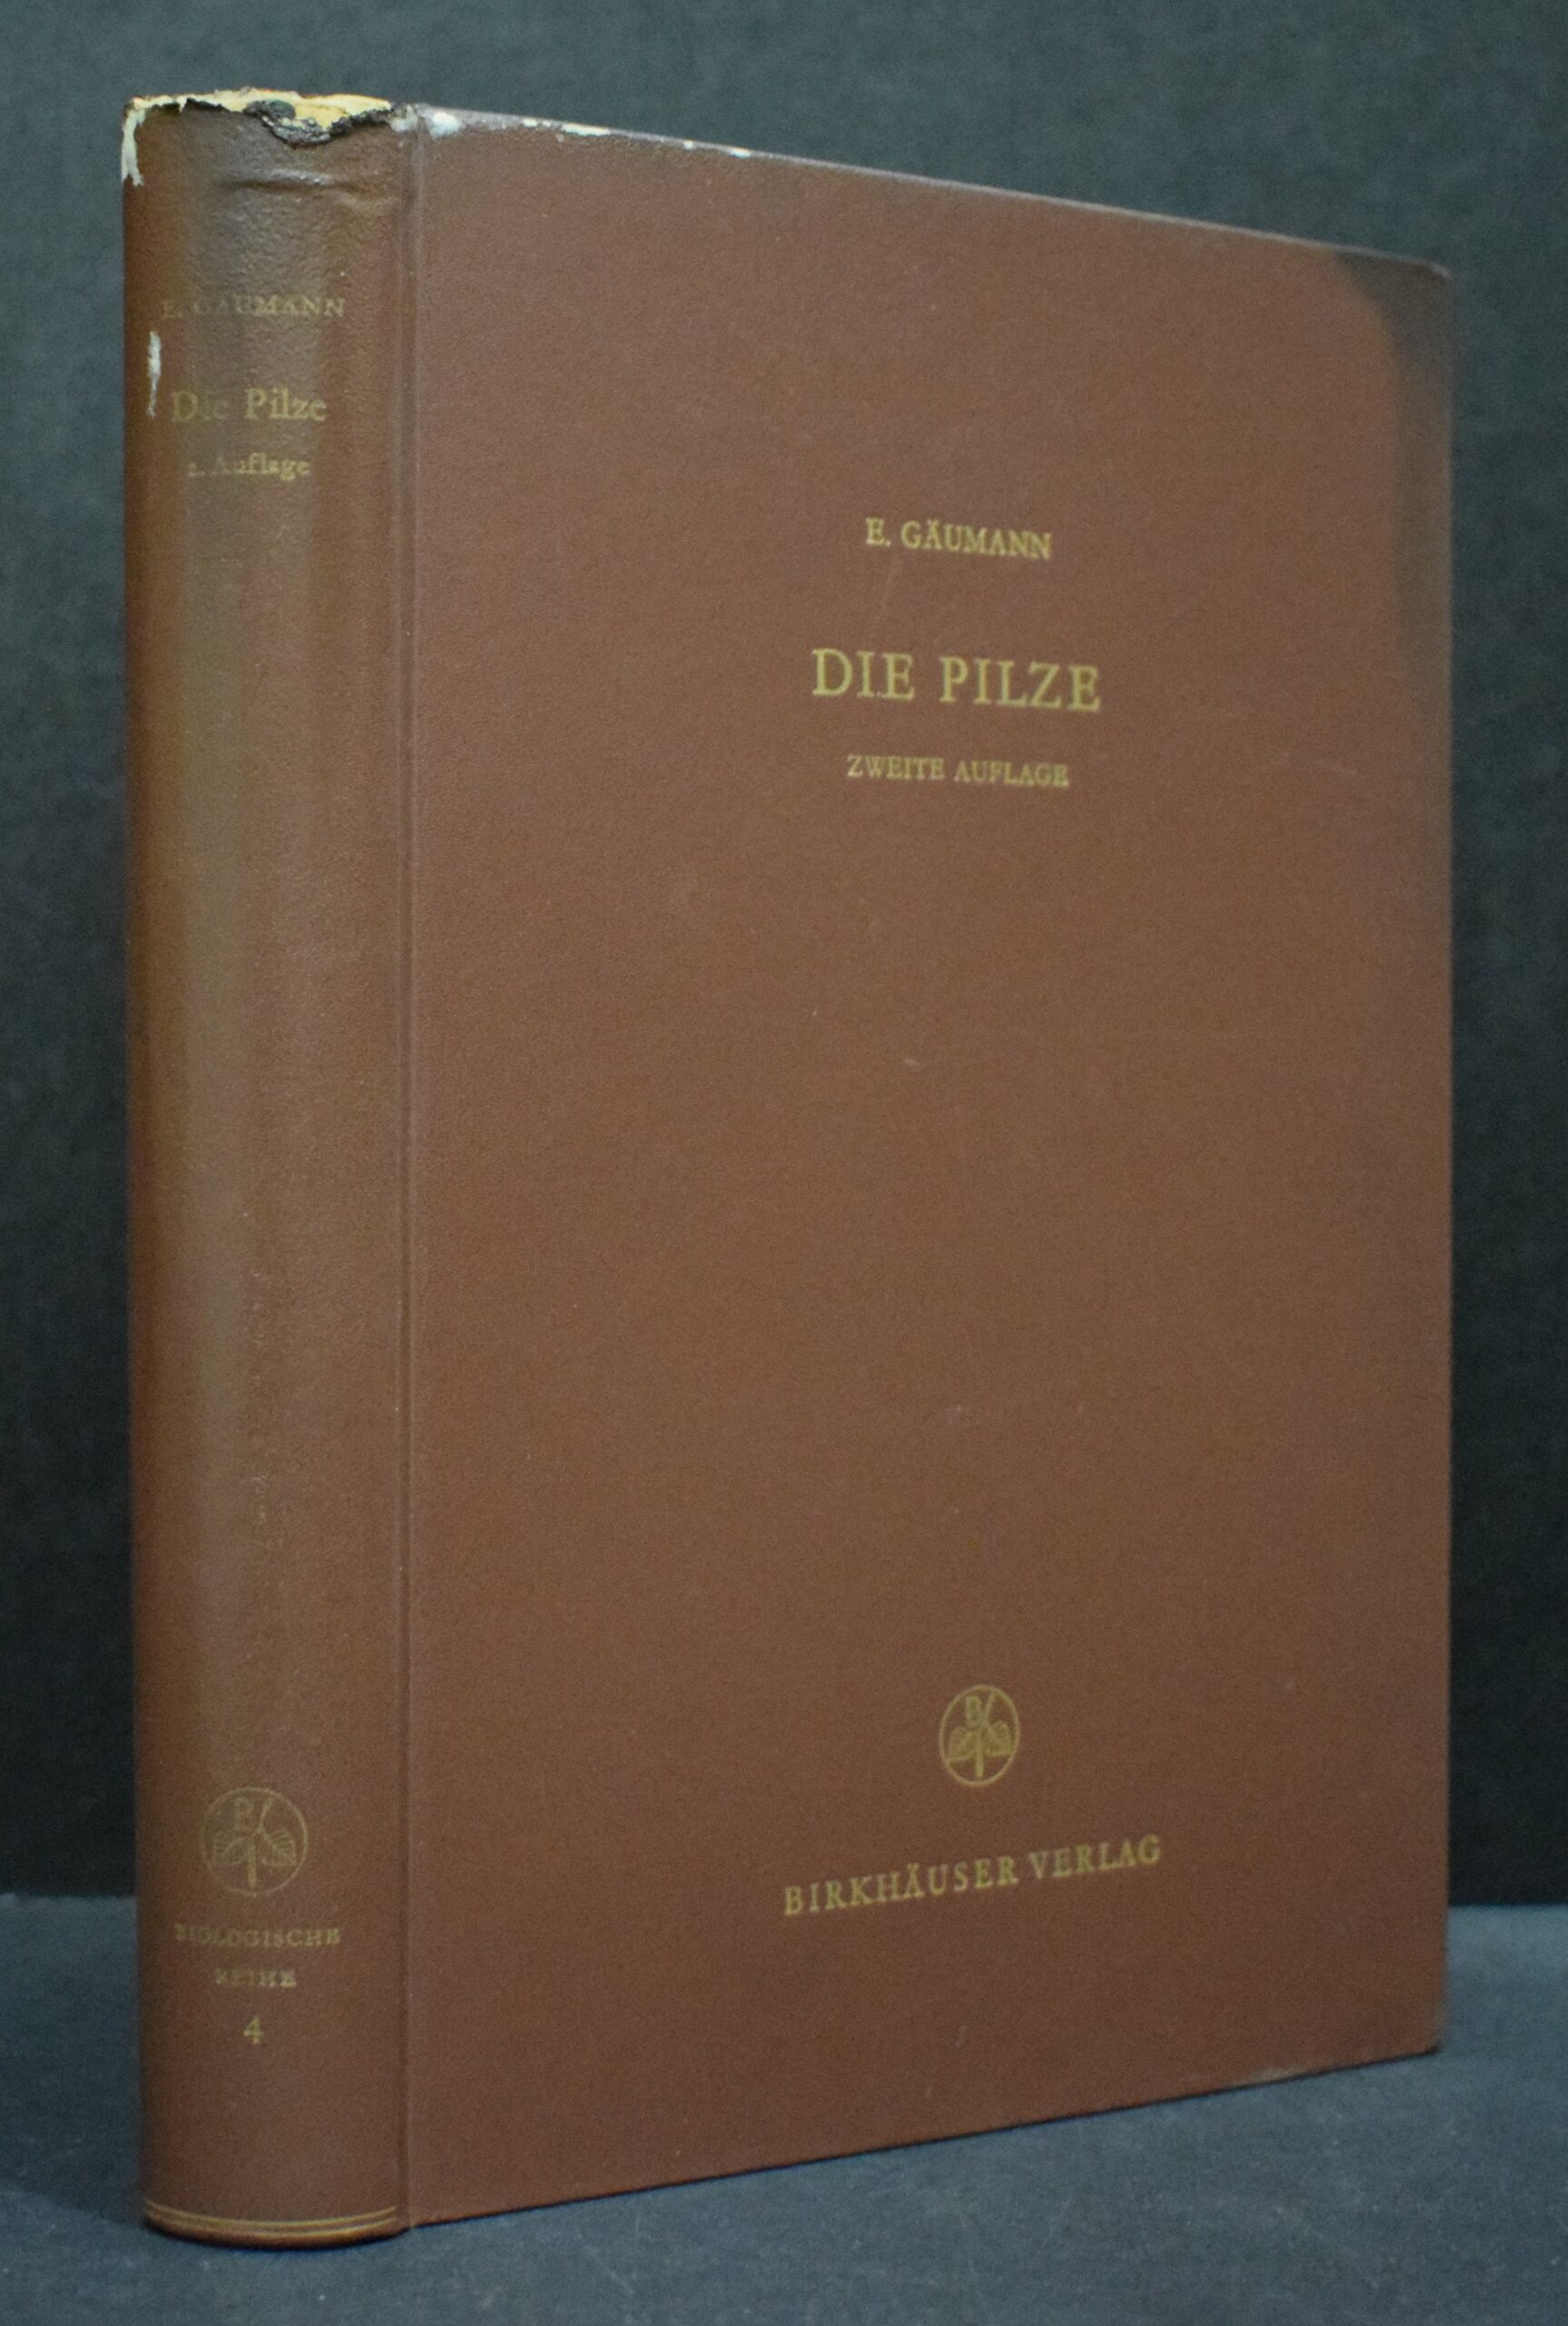 E. GÄUMANN
Die Pilze
2. Auflage
B
BIOLOGISCHE
REIHE
4
E. GÄUMANN
DIE PILZE
ZWEITE AUFLAGE
B
BIRKHÄUSER VERLAG